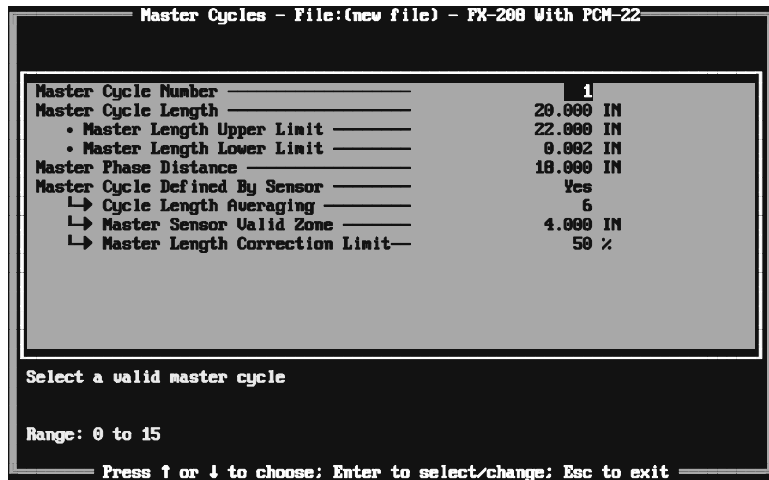 Master Cycles - File:(new file) - FX-208 With PCM-22
Master Cycle Number 1
Master Cycle Length 20.000 IN
• Master Length Upper Limit 22.000 IN
• Master Length Lower Limit 0.002 IN
Master Phase Distance 18.000 IN
Master Cycle Defined By Sensor Yes
Cycle Length Averaging 6
Master Sensor Valid Zone 4.000 IN
Master Length Correction Limit 50 %
Select a valid master cycle
Range: 0 to 15
Press ↑ or ↓ to choose; Enter to select/change; Esc to exit